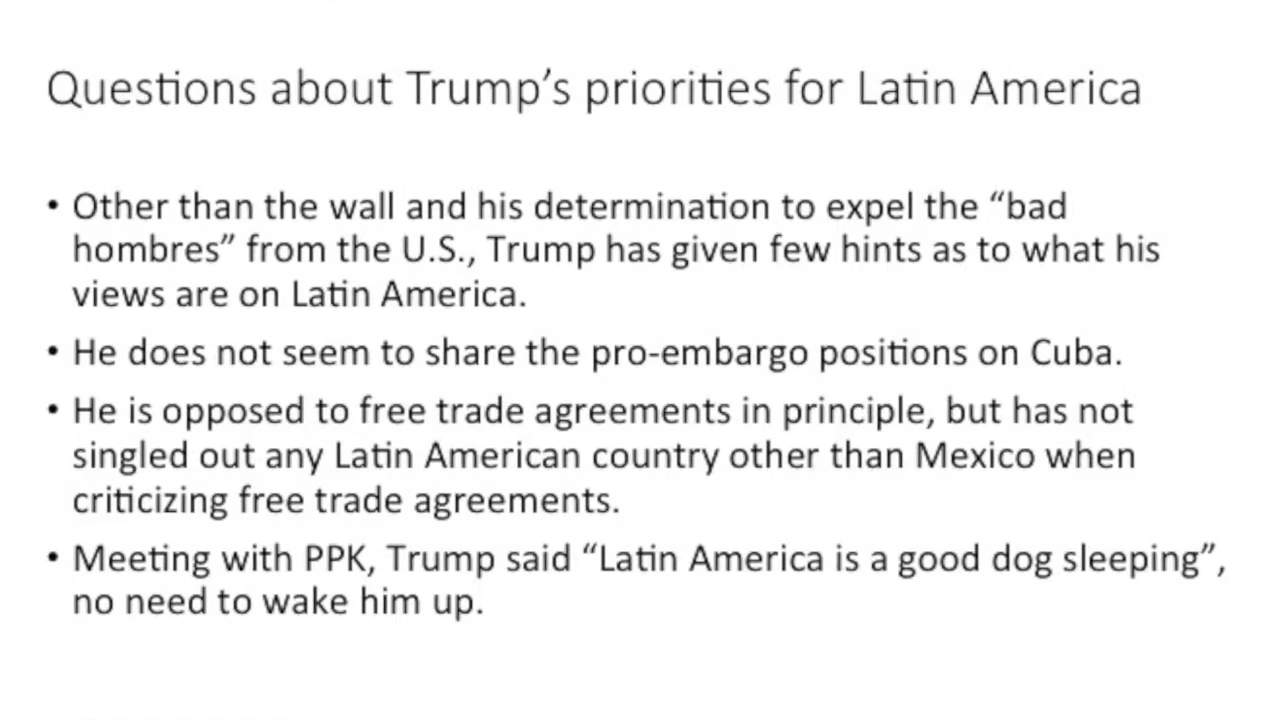 Questions about Trump’s priorities for Latin America
• Other than the wall and his determination to expel the “bad
hombres” from the U.S., Trump has given few hints as to what his
views are on Latin America.
• He does not seem to share the pro-embargo positions on Cuba.
• He is opposed to free trade agreements in principle, but has not
singled out any Latin American country other than Mexico when
criticizing free trade agreements.
• Meeting with PPK, Trump said “Latin America is a good dog sleeping”,
no need to wake him up.